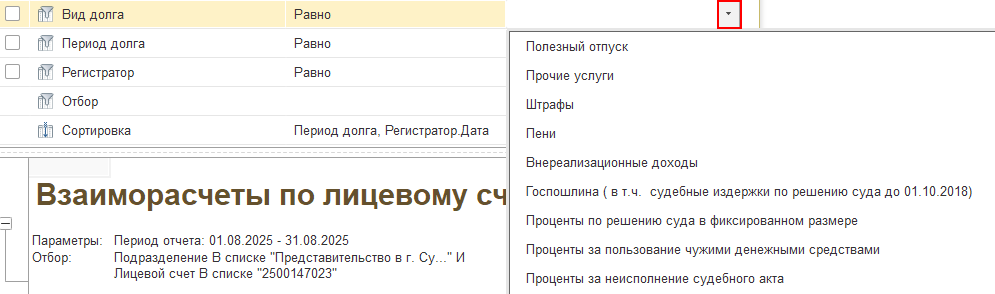 Вид долга Равно
Период долга Равно
Регистратор Равно
Отбор
Сортировка Период долга, Регистратор.Дата
Полезный отпуск
Прочие услуги
Штрафы
Пени
Внереализационные доходы
Госпошлина ( в т.ч. судебные издержки по решению суда до 01.10.2018)
Проценты по решению суда в фиксированном размере
Проценты за пользование чужими денежными средствами
Проценты за неисполнение судебного акта
Взаиморасчеты по лицевому сч
Параметры: Период отчета: 01.08.2025 - 31.08.2025
Отбор: Подразделение В списке "Представительство в г. Су..." И
Лицевой счет В списке "2500147023"